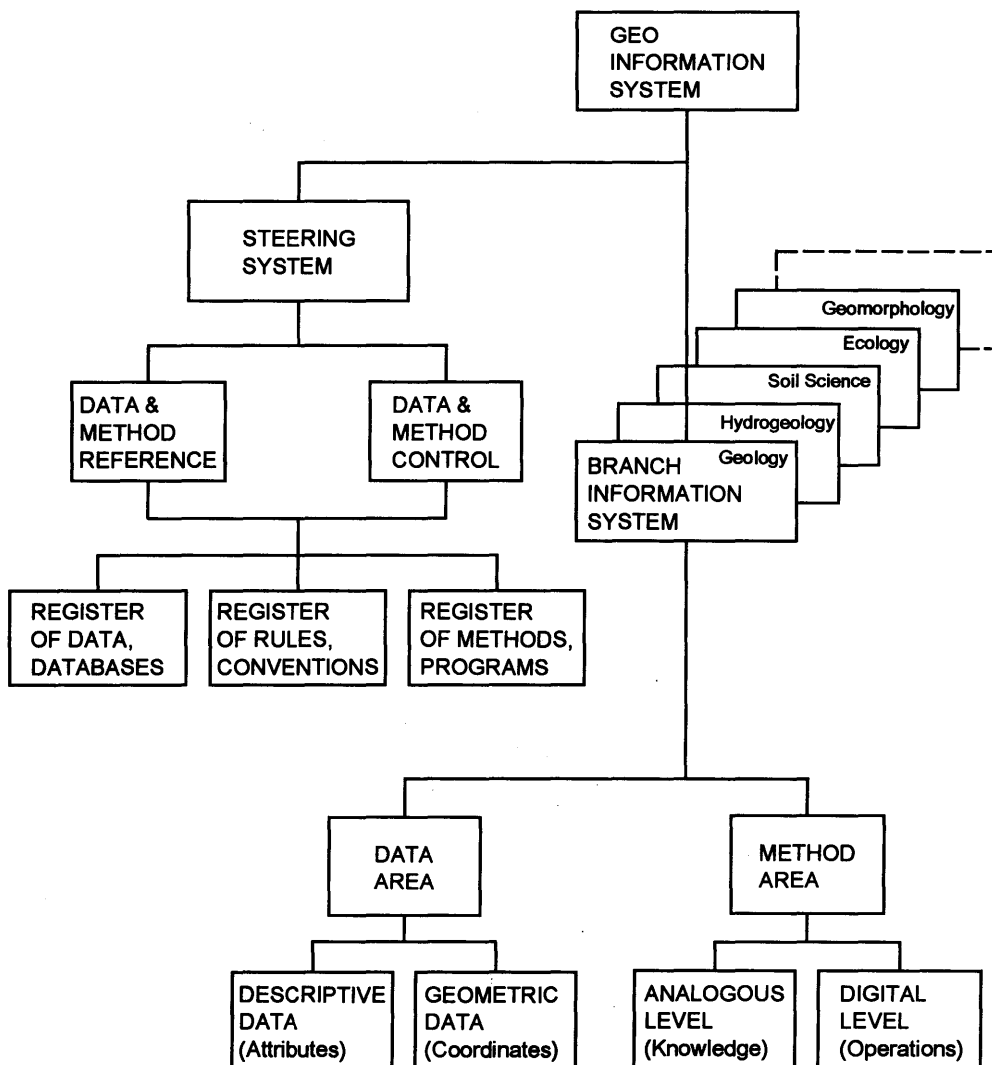 GEO
INFORMATION
SYSTEM
STEERING
SYSTEM
Geomorphology
Ecology
Soil Science
Hydrogeology
Geology
BRANCH
INFORMATION
SYSTEM
DATA &
METHOD
REFERENCE
DATA &
METHOD
CONTROL
REGISTER
OF DATA,
DATABASES
REGISTER
OF RULES,
CONVENTIONS
REGISTER
OF METHODS,
PROGRAMS
DATA
AREA
METHOD
AREA
DESCRIPTIVE
DATA
(Attributes)
GEOMETRIC
DATA
(Coordinates)
ANALOGOUS
LEVEL
(Knowledge)
DIGITAL
LEVEL
(Operations)